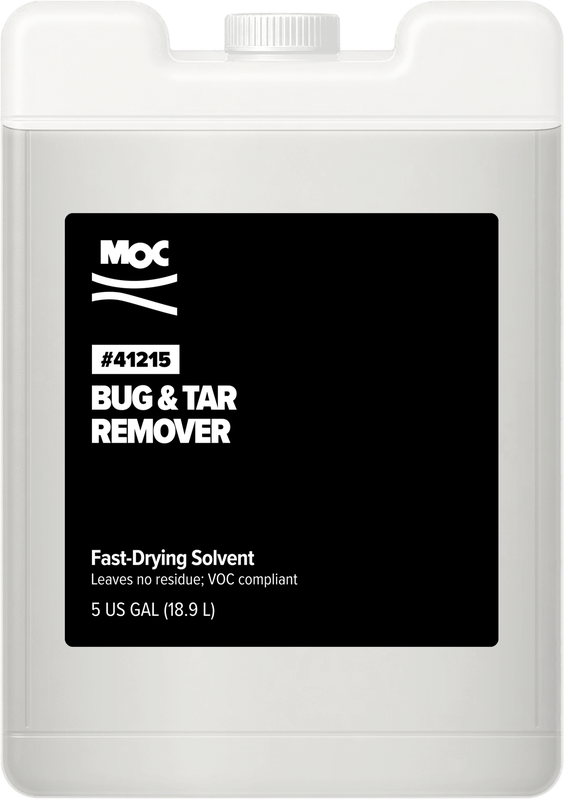 MOC
#41215
BUG & TAR
REMOVER
Fast-Drying Solvent
Leaves no residue; VOC compliant
5 US GAL (18.9 L)